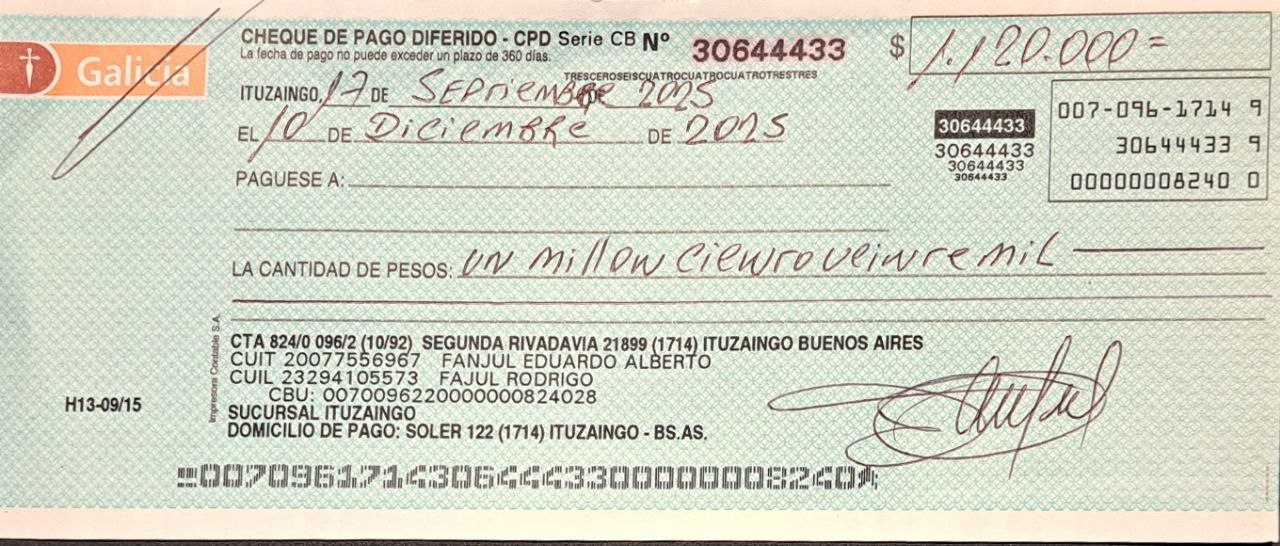 Galicia
CHEQUE DE PAGO DIFERIDO - CPD Serie CB Nº 30644433 $ 1.120.000=
La fecha de pago no puede exceder un plazo de 360 días.
TRESCEROSEISCUATROCUATROCUATROTRESTRES
ITUZAINGO, 17 DE SEPTIEMBRE 2025
EL 10 DE DICIEMBRE DE 2025
007-096-1714 9
30644433 9
00000008240 0
30644433
30644433
30644433
30644433
PAGUESE A:
LA CANTIDAD DE PESOS: UN MILLON CIENTO VEINTE MIL
Impresora Contable S.A.
CTA 824/0 096/2 (10/92) SEGUNDA RIVADAVIA 21899 (1714) ITUZAINGO BUENOS AIRES
CUIT 20077556967 FANJUL EDUARDO ALBERTO
CUIL 23294105573 FAJUL RODRIGO
CBU: 0070096220000000824028
H13-09/15
SUCURSAL ITUZAINGO
DOMICILIO DE PAGO: SOLER 122 (1714) ITUZAINGO - BS.AS.
00709617143064443300000008240